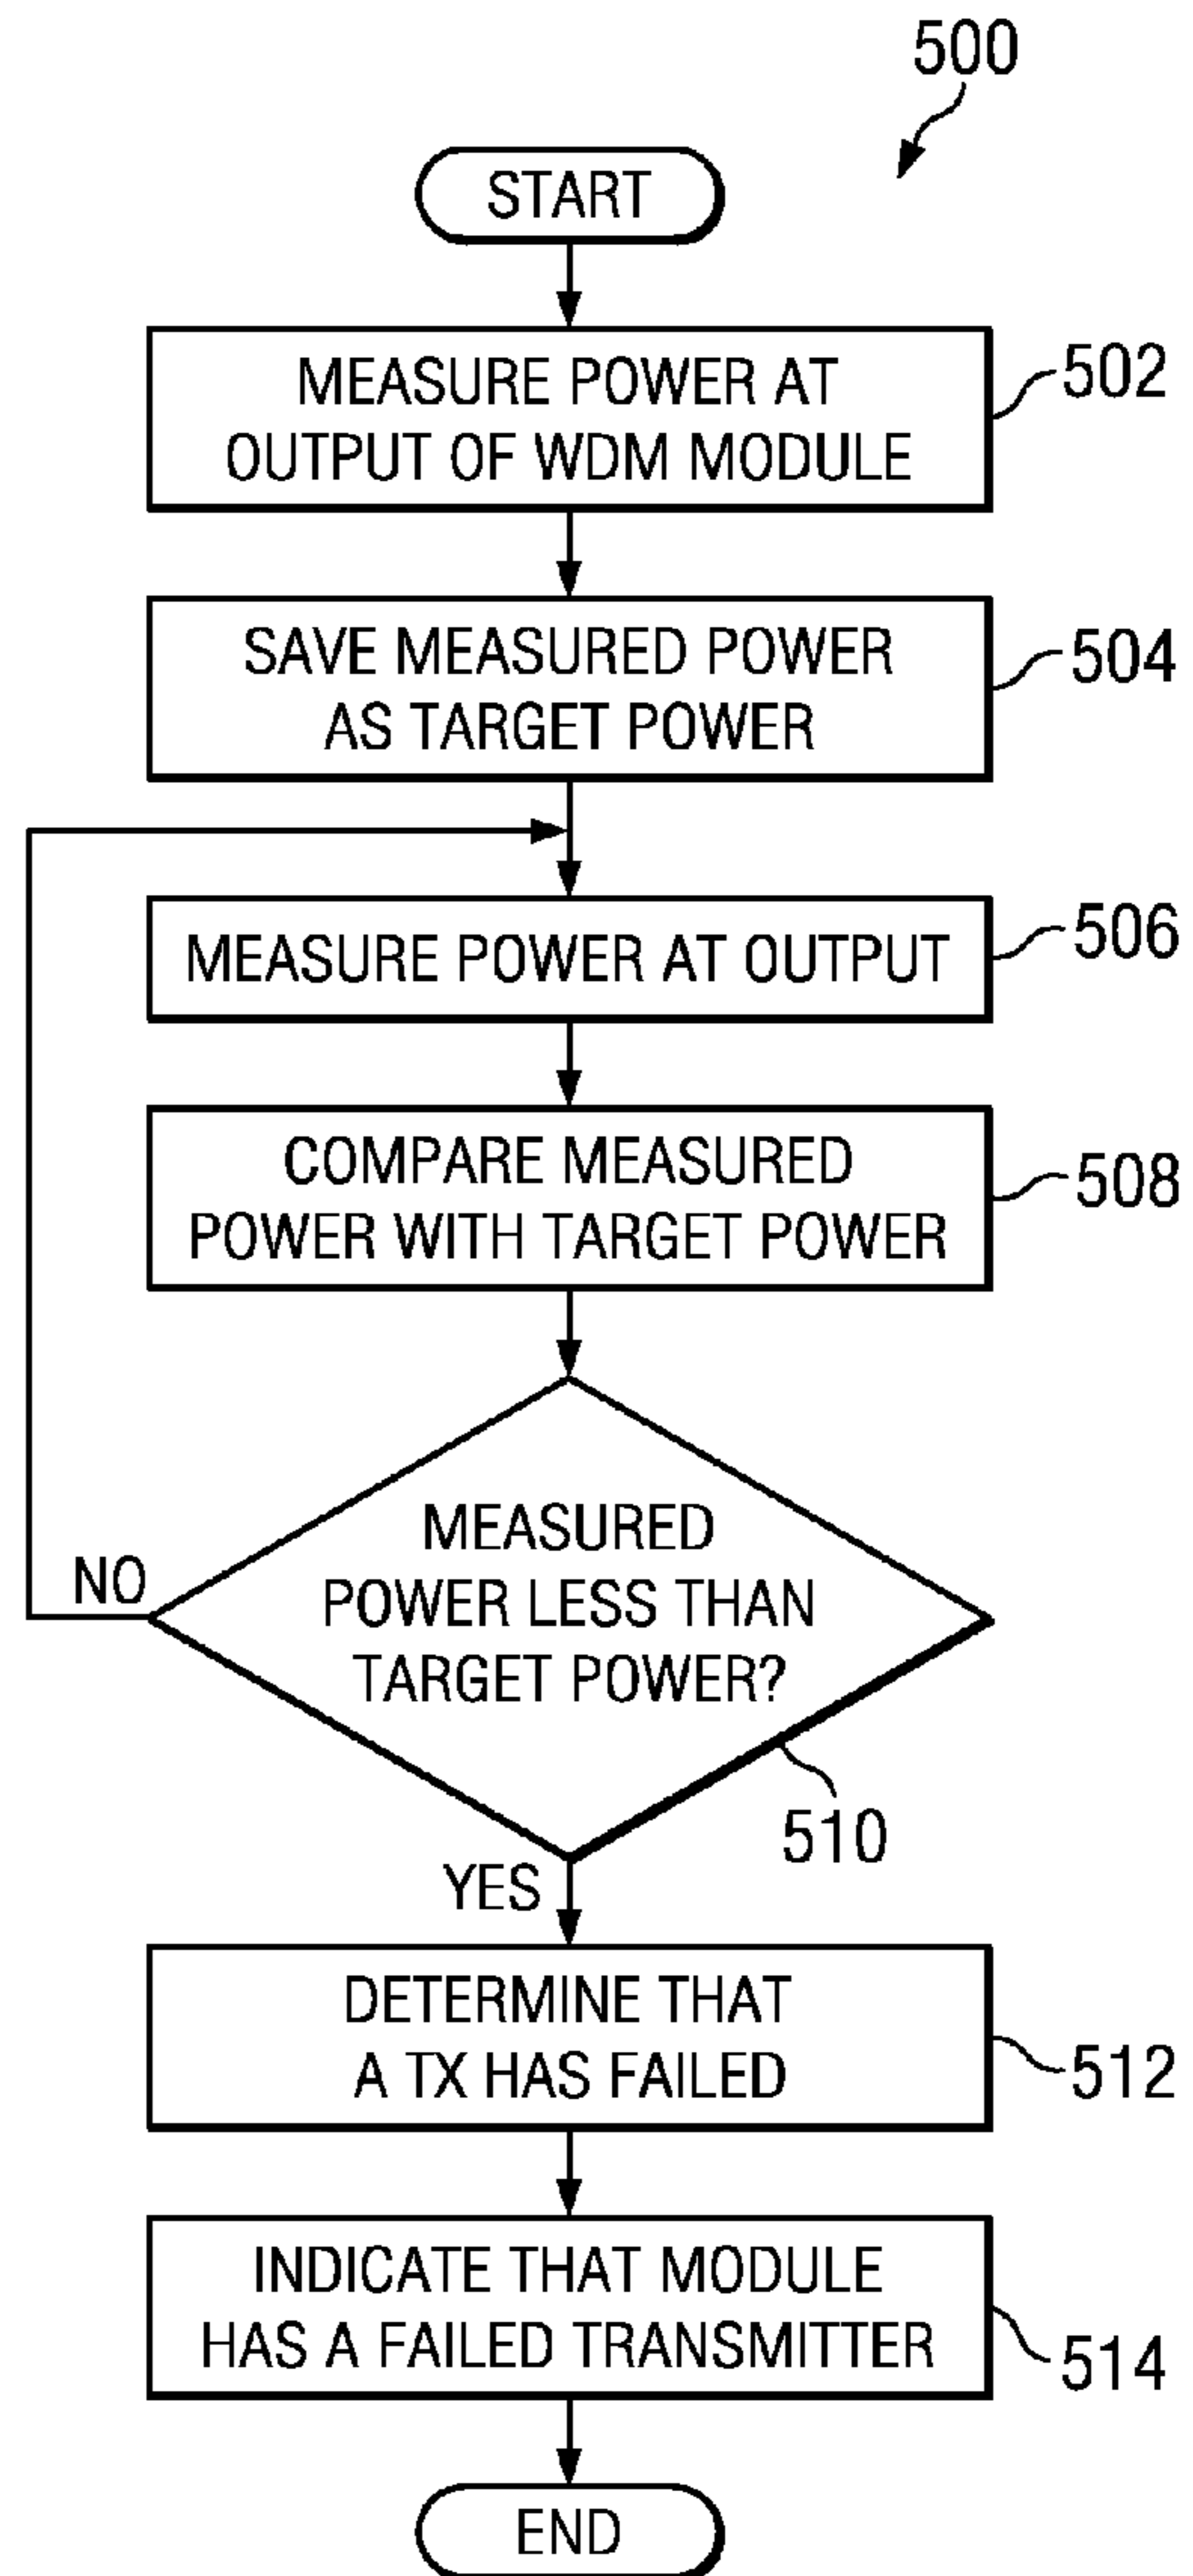 500
START
MEASURE POWER AT
OUTPUT OF WDM MODULE
502
SAVE MEASURED POWER
AS TARGET POWER
504
MEASURE POWER AT OUTPUT
506
COMPARE MEASURED
POWER WITH TARGET POWER
508
MEASURED
POWER LESS THAN
TARGET POWER?
NO
510
YES
DETERMINE THAT
A TX HAS FAILED
512
INDICATE THAT MODULE
HAS A FAILED TRANSMITTER
514
END